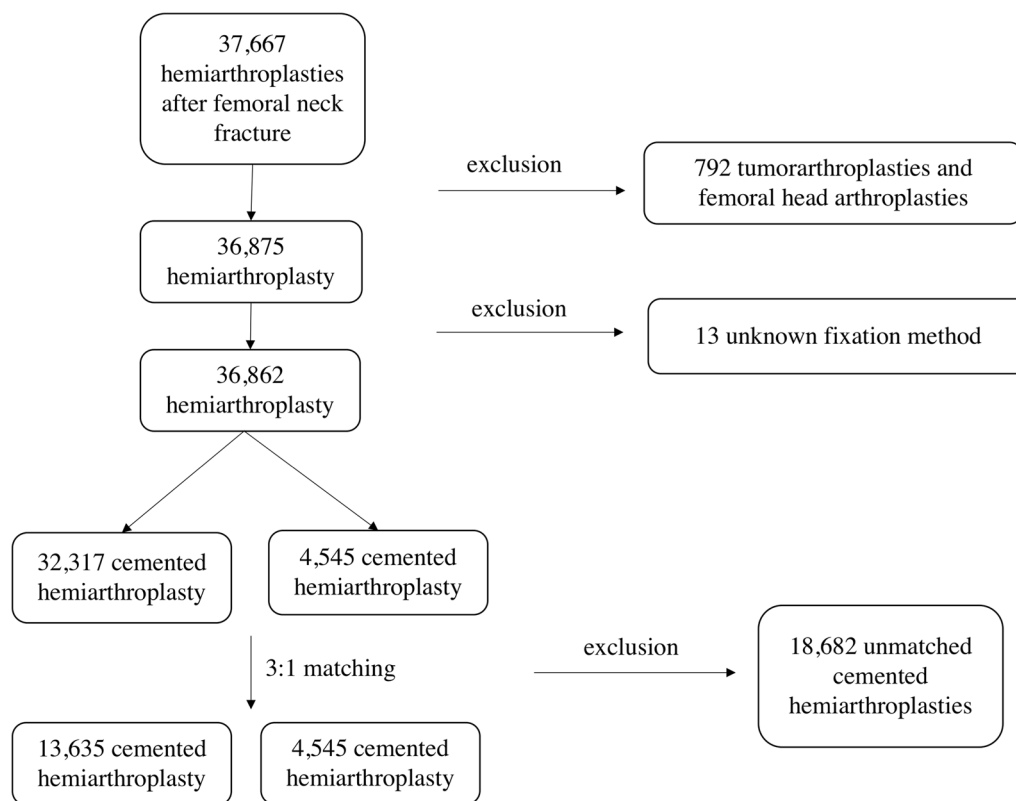 37,667
hemiarthroplasties
after femoral neck
fracture
exclusion
792 tumorarthroplasties and
femoral head arthroplasties
36,875
hemiarthroplasty
exclusion
13 unknown fixation method
36,862
hemiarthroplasty
32,317 cemented
hemiarthroplasty
4,545 cemented
hemiarthroplasty
3:1 matching
exclusion
18,682 unmatched
cemented
hemiarthroplasties
13,635 cemented
hemiarthroplasty
4,545 cemented
hemiarthroplasty